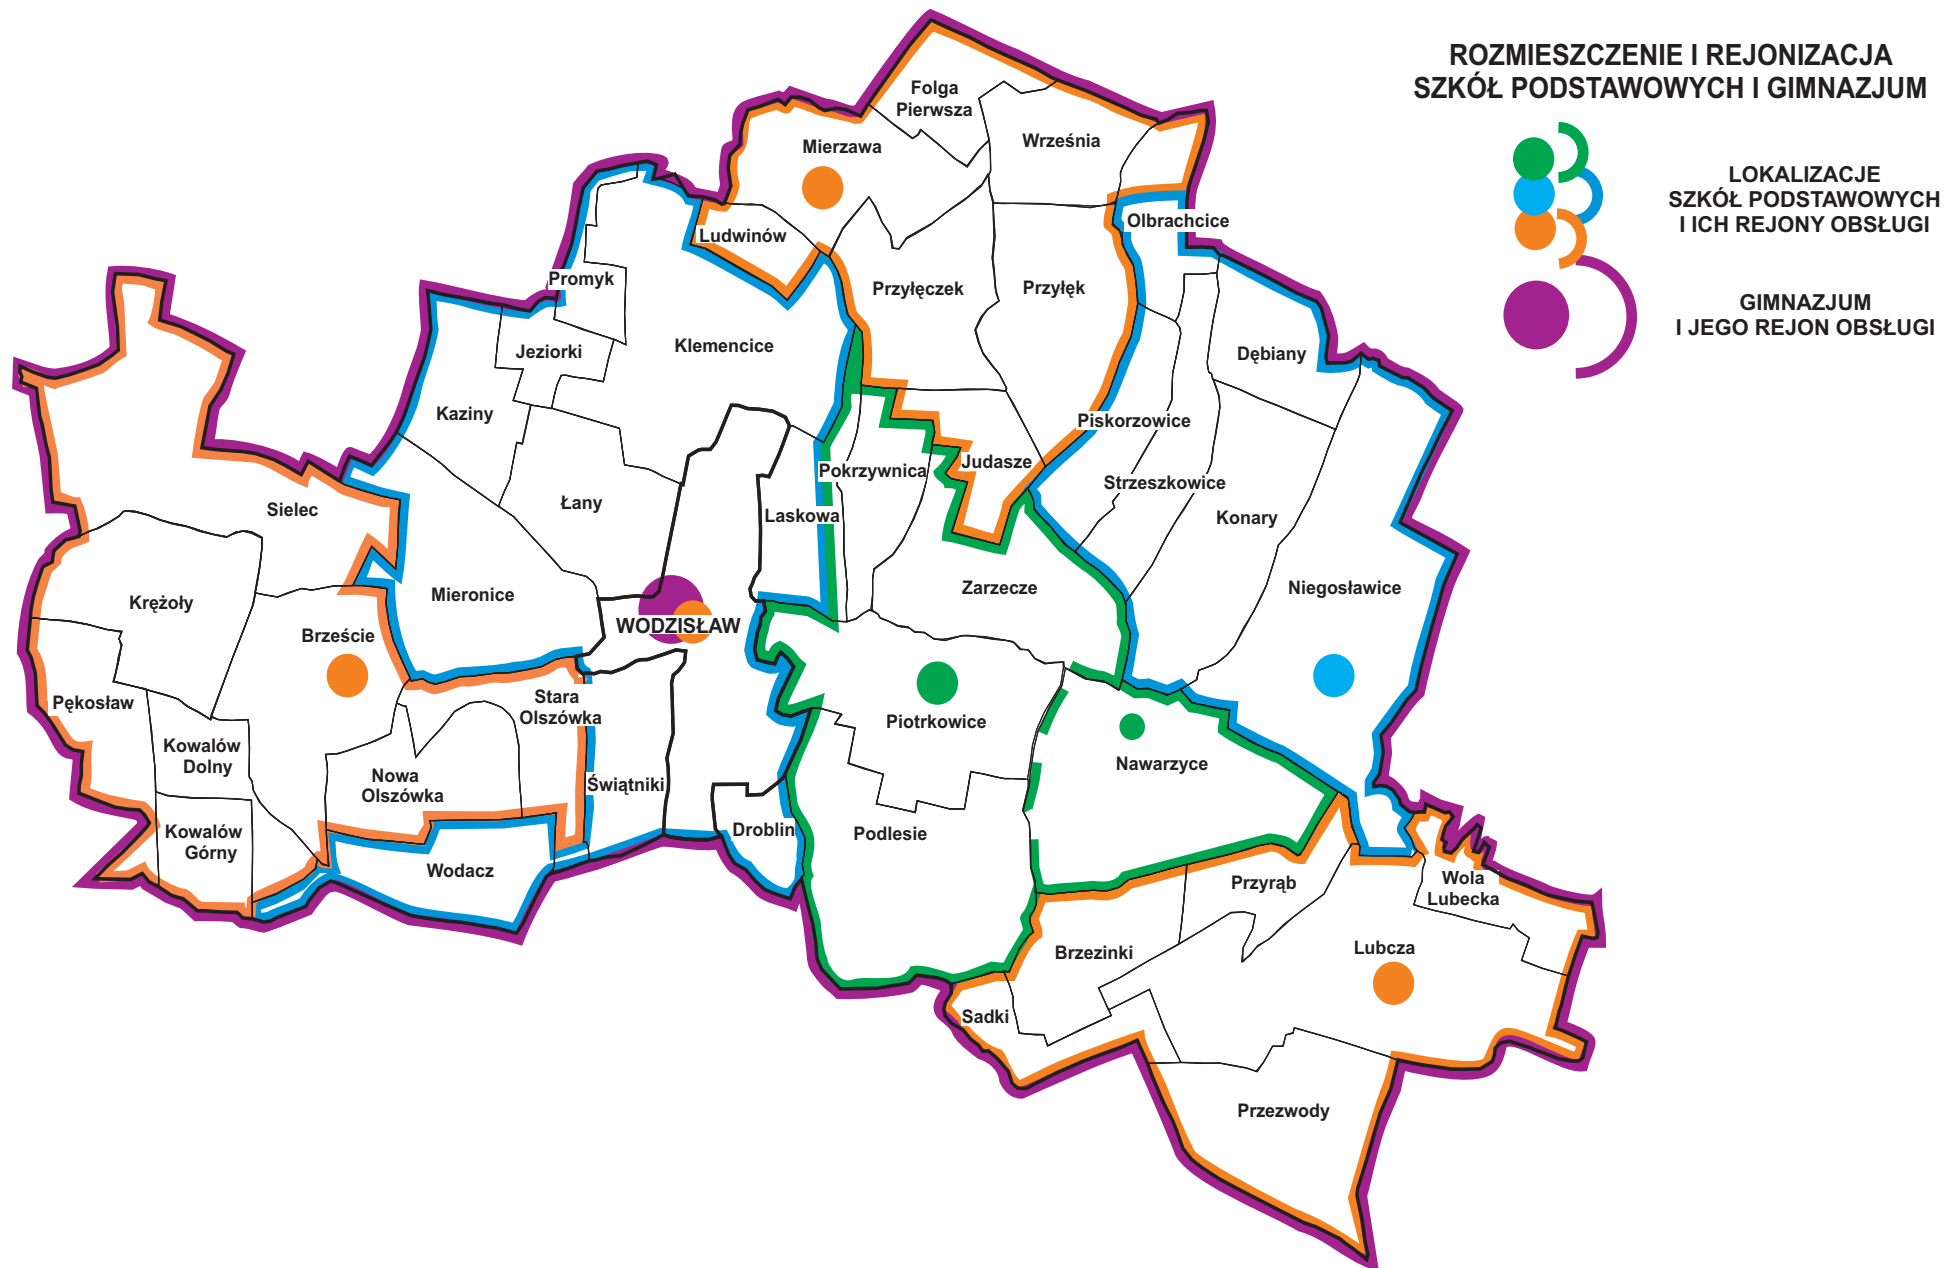 ROZMIESZCZENIE I REJONIZACJA
SZKÓŁ PODSTAWOWYCH I GIMNAZJUM
LOKALIZACJE
SZKÓŁ PODSTAWOWYCH
I ICH REJONY OBSŁUGI
GIMNAZJUM
I JEGO REJON OBSŁUGI
Folga
Pierwsza
Września
Mierzawa
Olbrachcice
Ludwinów
Promyk
Przyłęczek
Przyłęk
Klemencice
Jeziorki
Dębiany
Kaziny
Piskorzowice
Judasze
Pokrzywnica
Strzeszkowice
Łany
Sielec
Laskowa
Konary
Zarzecze
Niegosławice
Mieronice
Krężoły
WODZISŁAW
Brzeście
Pękosław
Stara
Olszówka
Piotrkowice
Kowalów
Dolny
Nawarzyce
Nowa
Olszówka
Świątniki
Droblin
Podlesie
Kowalów
Górny
Wodacz
Przyrąb
Wola
Lubecka
Brzezinki
Lubcza
Sadki
Przezwody